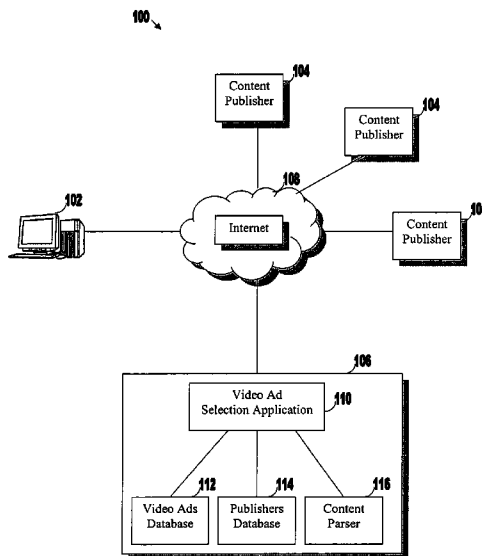 100
104
Content
Publisher
104
Content
Publisher
108
102
Internet
10
Content
Publisher
106
Video Ad
Selection Application
110
112
114
116
Video Ads
Database
Publishers
Database
Content
Parser